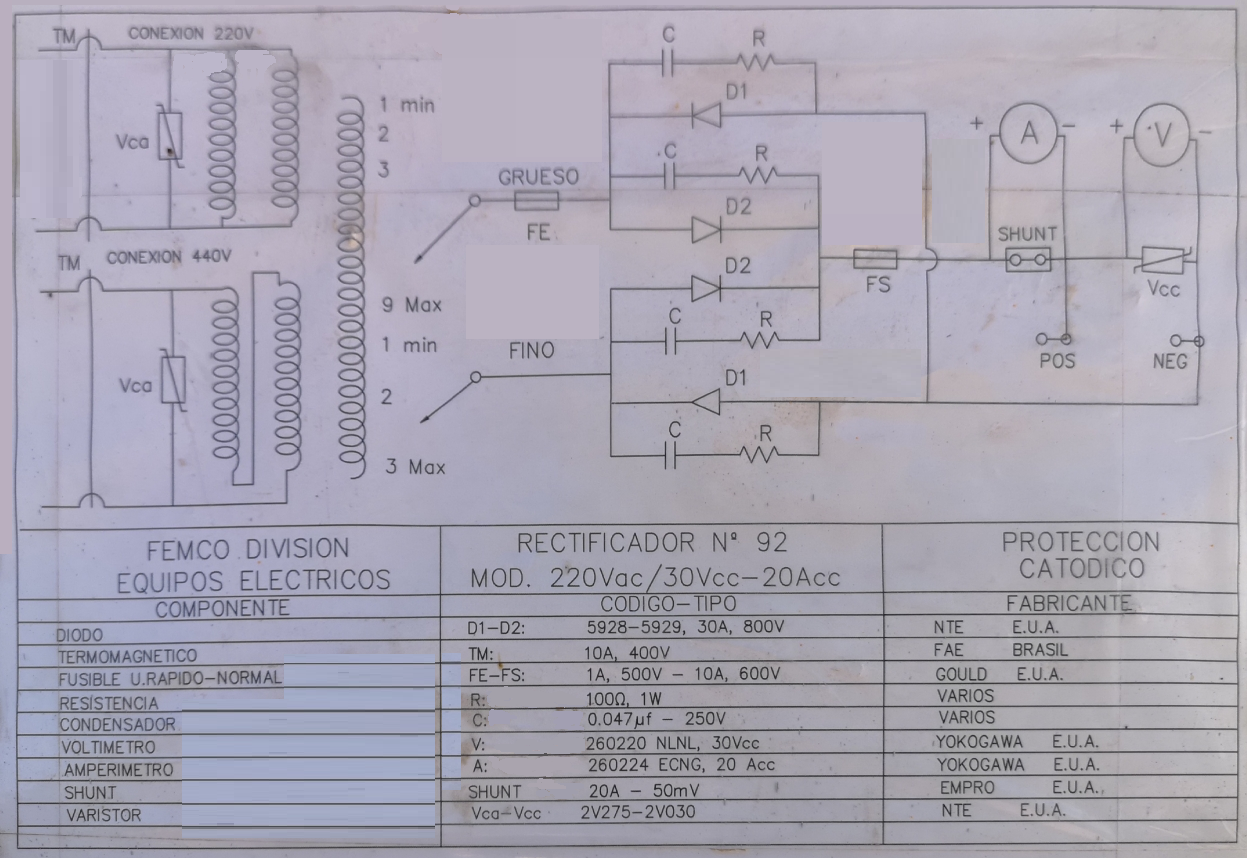 TM CONEXION 220V
Vca
TM CONEXION 440V
Vca
1 min
2
3
9 Max
1 min
2
3 Max
GRUESO
FE
FINO
C R
D1
C R
D2
D2
C R
D1
C R
FS
+ A -
SHUNT
+ V -
Vcc
POS
NEG
FEMCO DIVISION
EQUIPOS ELECTRICOS
RECTIFICADOR Nº 92
MOD. 220Vac/30Vcc-20Acc
PROTECCION
CATODICO
COMPONENTE CODIGO-TIPO FABRICANTE
DIODO D1-D2: 5928-5929, 30A, 800V NTE E.U.A.
TERMOMAGNETICO TM: 10A, 400V FAE BRASIL
FUSIBLE U.RAPIDO-NORMAL FE-FS: 1A, 500V - 10A, 600V GOULD E.U.A.
RESISTENCIA R: 100Ω, 1W VARIOS
CONDENSADOR C: 0.047µf - 250V VARIOS
VOLTIMETRO V: 260220 NLNL, 30Vcc YOKOGAWA E.U.A.
AMPERIMETRO A: 260224 ECNG, 20 Acc YOKOGAWA E.U.A.
SHUNT SHUNT 20A - 50mV EMPRO E.U.A.
VARISTOR Vca-Vcc 2V275-2V030 NTE E.U.A.